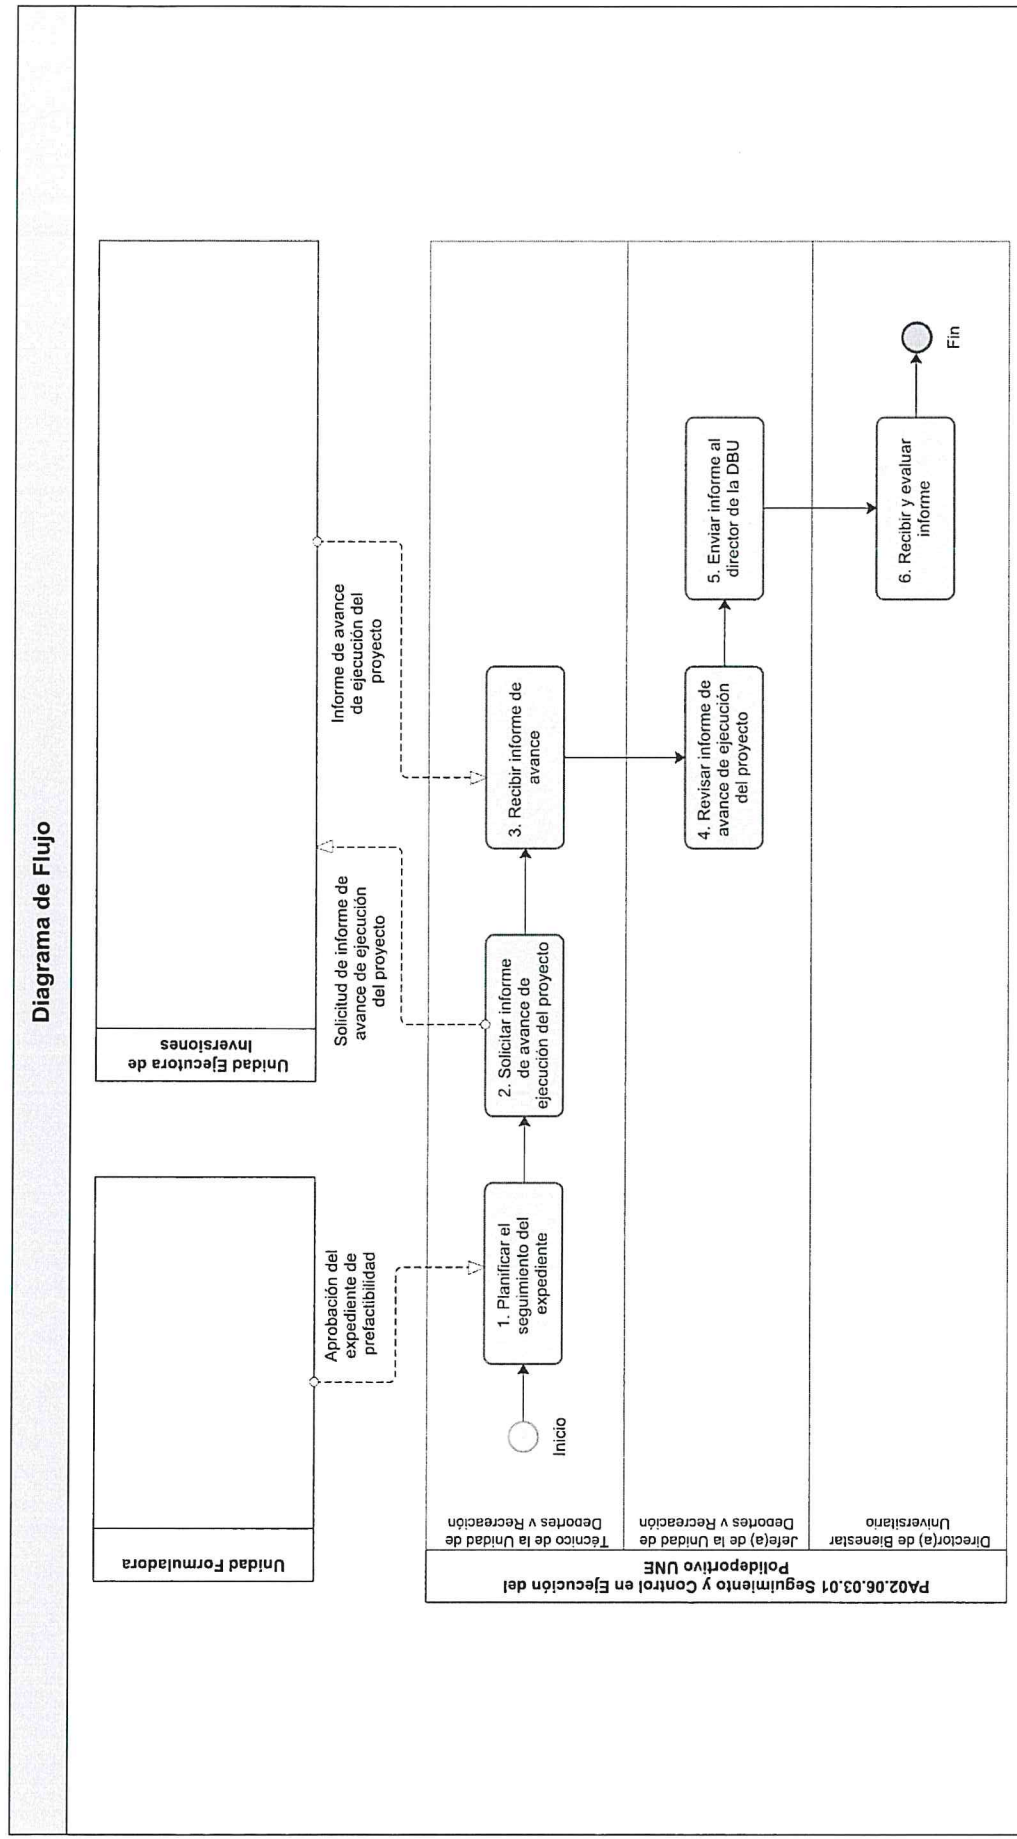 Diagrama de Flujo
Unidad Formuladora
Unidad Ejecutora de
Inversiones
Aprobación del
expediente de
prefactibilidad
Solicitud de informe de
avance de ejecución
del proyecto
Informe de avance
de ejecución del
proyecto
PA02.06.03.01 Seguimiento y Control en Ejecución del
Polideportivo UNE
Técnico de la Unidad de
Deportes y Recreación
Inicio
1. Planificar el
seguimiento del
expediente
2. Solicitar informe
de avance de
ejecución del proyecto
3. Recibir informe de
avance
Jefe(a) de la Unidad de
Deportes y Recreación
4. Revisar informe de
avance de ejecución
del proyecto
5. Enviar informe al
director de la DBU
Director(a) de Bienestar
Universitario
6. Recibir y evaluar
informe
Fin